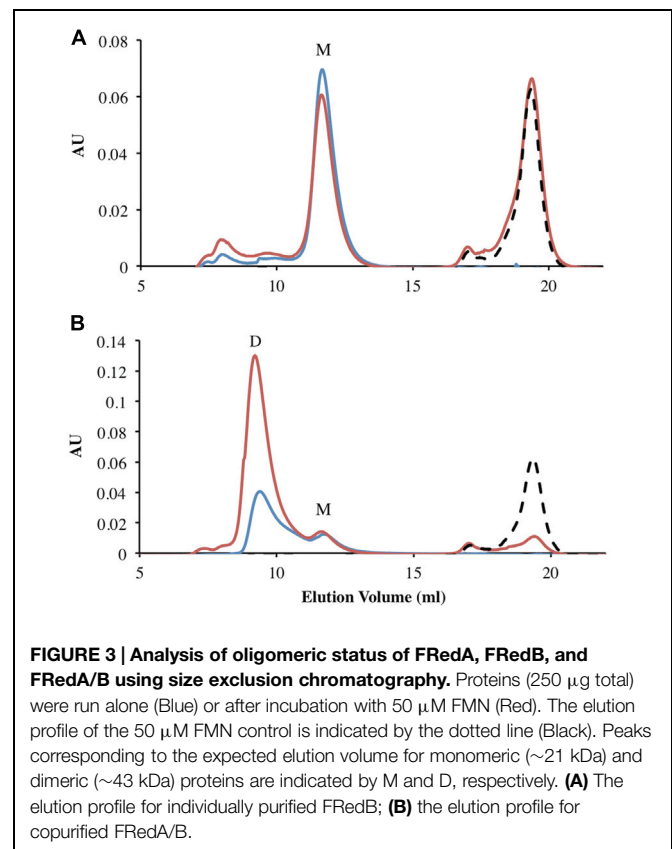 A
M
0.08
0.06
0.04
0.02
0
AU
5
10
15
20
B
D
M
0.14
0.12
0.1
0.08
0.06
0.04
0.02
0
AU
5
10
15
20
Elution Volume (ml)
FIGURE 3 | Analysis of oligomeric status of FRedA, FRedB, and
FRedA/B using size exclusion chromatography. Proteins (250 μg total)
were run alone (Blue) or after incubation with 50 μM FMN (Red). The elution
profile of the 50 μM FMN control is indicated by the dotted line (Black). Peaks
corresponding to the expected elution volume for monomeric (∼21 kDa) and
dimeric (∼43 kDa) proteins are indicated by M and D, respectively. (A) The
elution profile for individually purified FRedB; (B) the elution profile for
copurified FRedA/B.